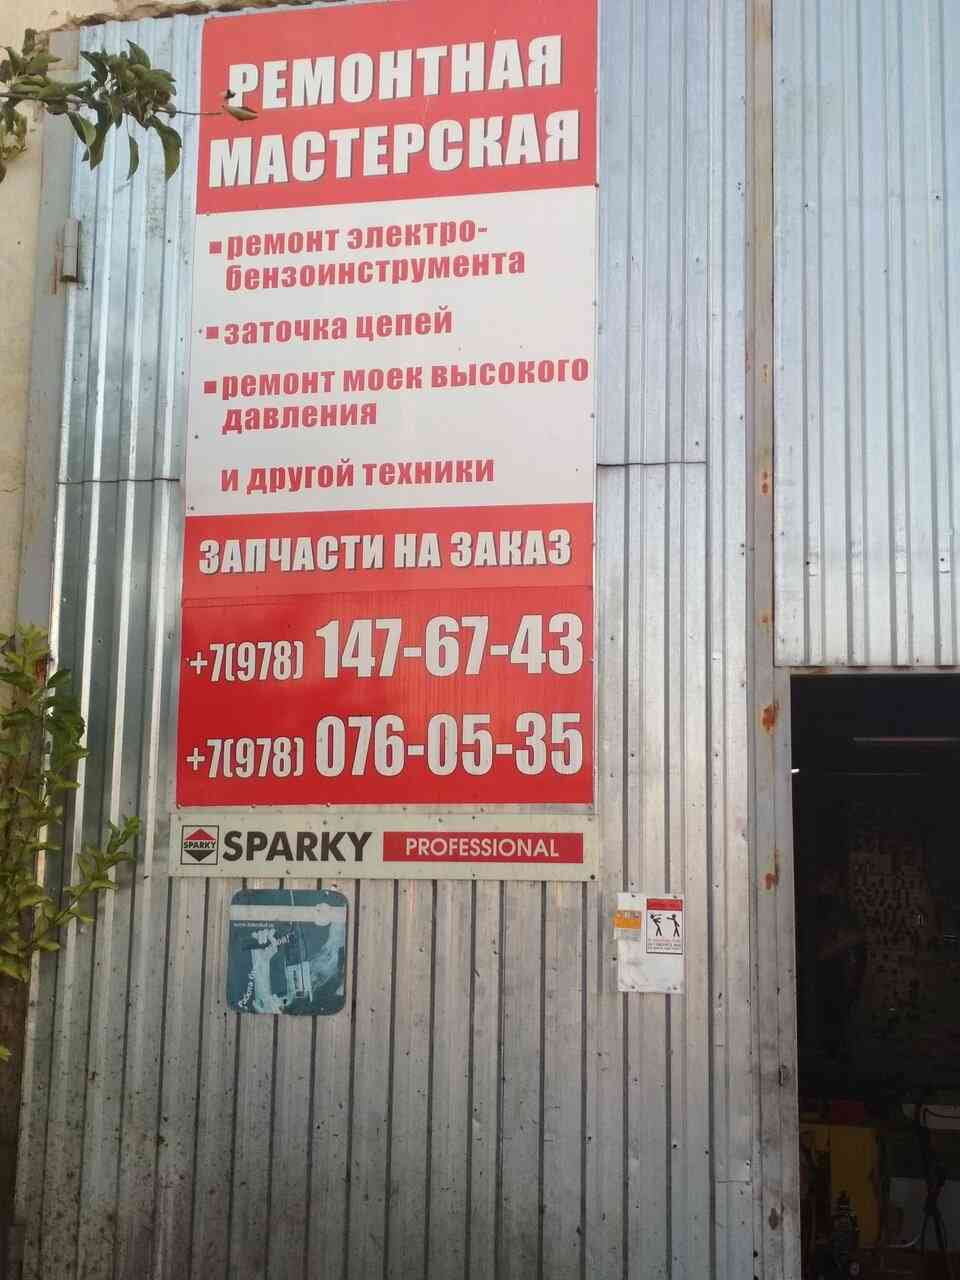 РЕМОНТНАЯ
МАСТЕРСКАЯ
▪ ремонт электро-
бензоинструмента
▪ заточка цепей
▪ ремонт моек высокого
давления
и другой техники
ЗАПЧАСТИ НА ЗАКАЗ
+7(978) 147-67-43
+7(978) 076-05-35
SPARKY SPARKY PROFESSIONAL